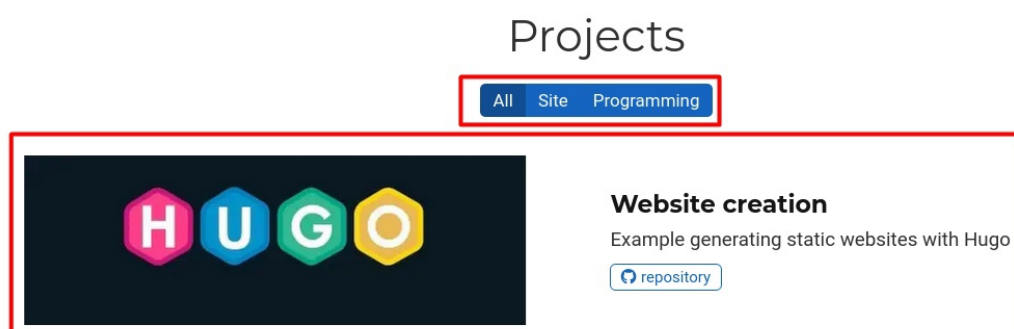 Projects
All Site Programming
HUGO
Website creation
Example generating static websites with Hugo
repository